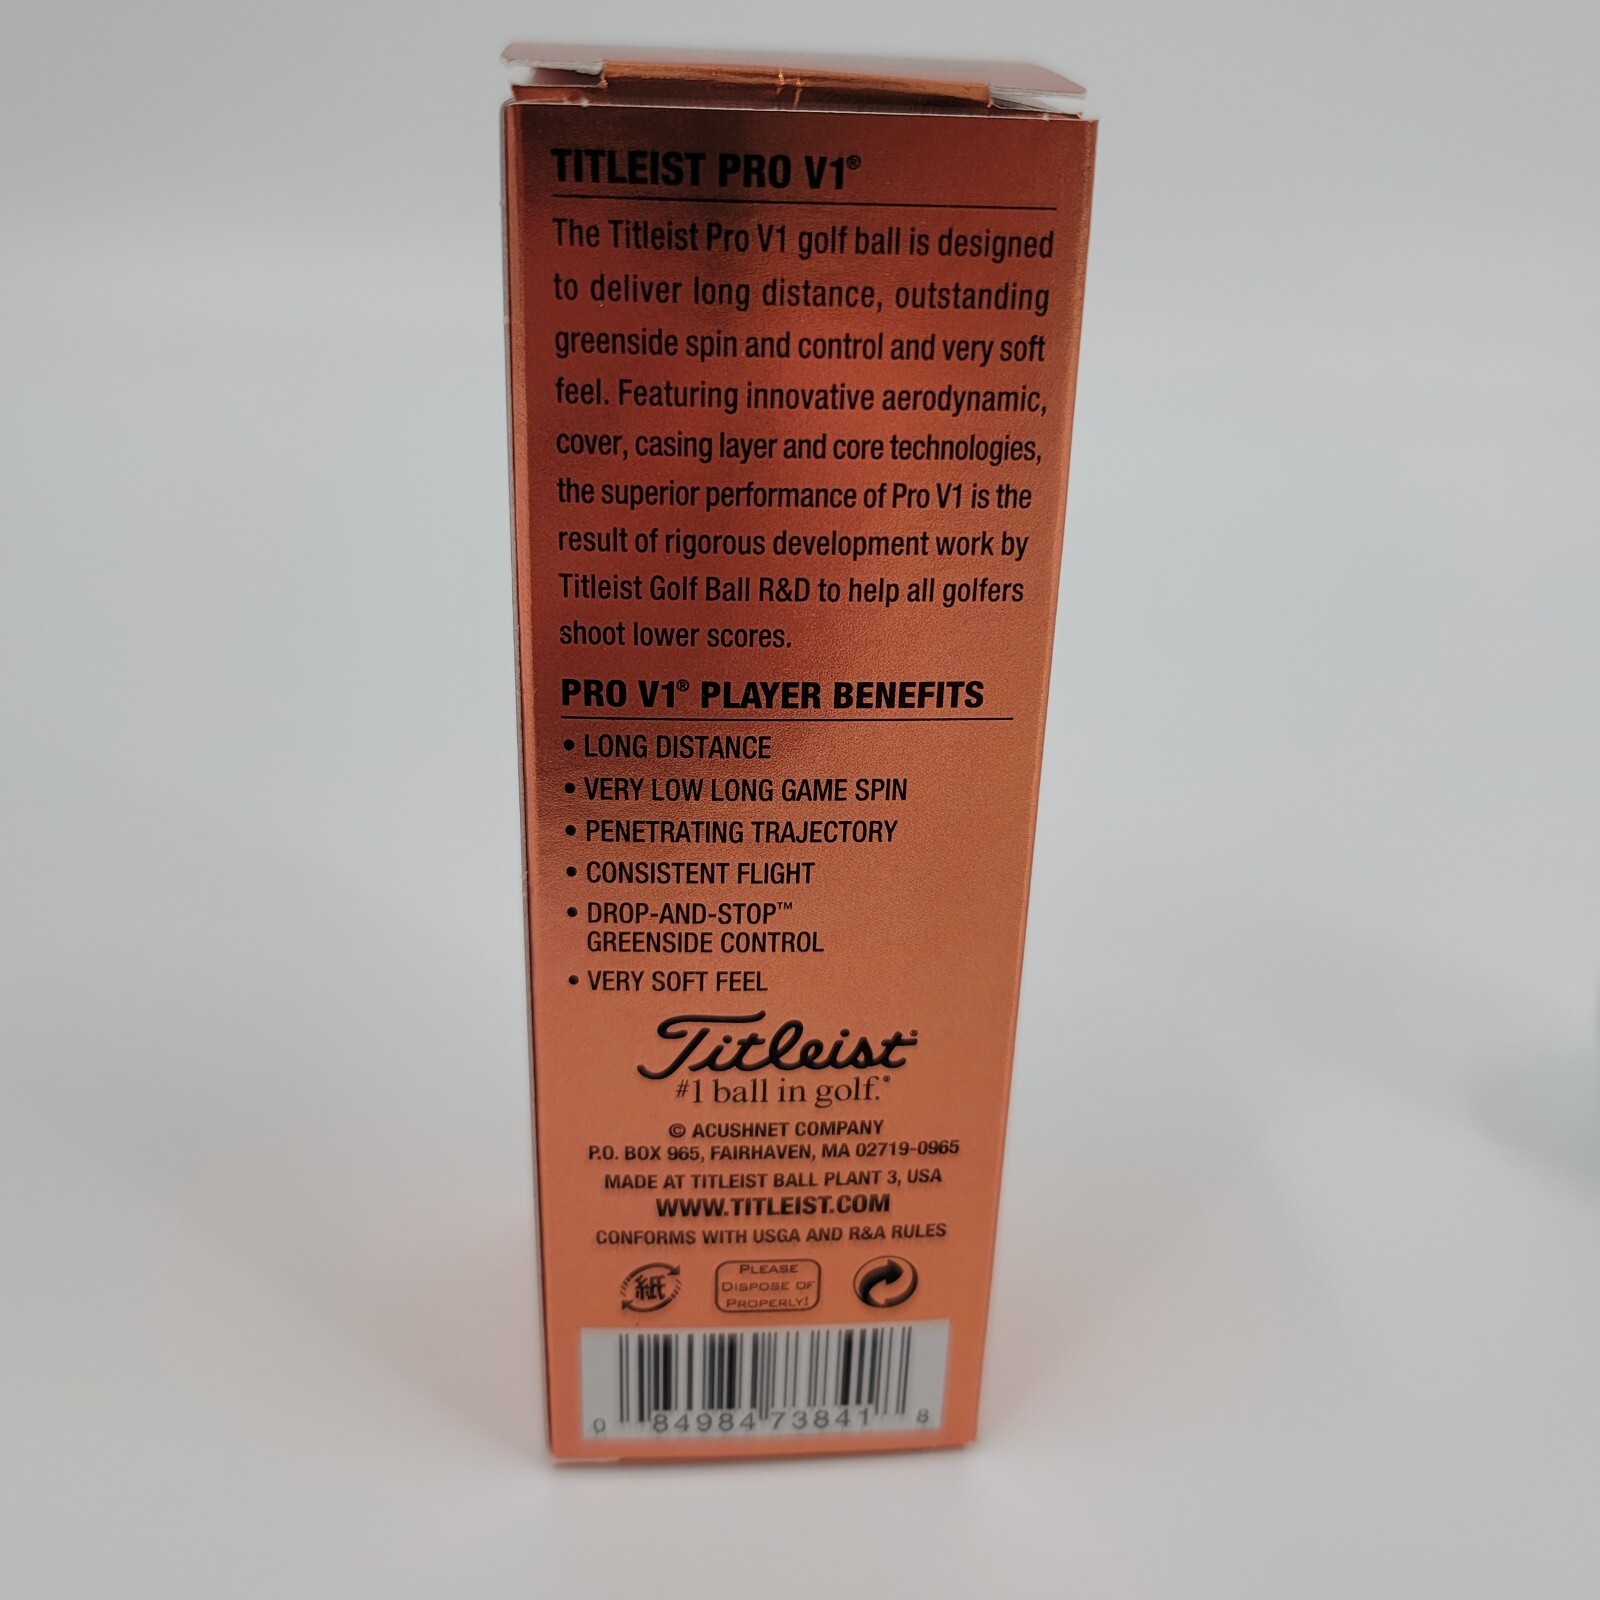 TITLEIST PRO V1®
The Titleist Pro V1 golf ball is designed
to deliver long distance, outstanding
greenside spin and control and very soft
feel. Featuring innovative aerodynamic,
cover, casing layer and core technologies,
the superior performance of Pro V1 is the
result of rigorous development work by
Titleist Golf Ball R&D to help all golfers
shoot lower scores.
PRO V1® PLAYER BENEFITS
• LONG DISTANCE
• VERY LOW LONG GAME SPIN
• PENETRATING TRAJECTORY
• CONSISTENT FLIGHT
• DROP-AND-STOP™
GREENSIDE CONTROL
• VERY SOFT FEEL
Titleist®
#1 ball in golf.®
© ACUSHNET COMPANY
P.O. BOX 965, FAIRHAVEN, MA 02719-0965
MADE AT TITLEIST BALL PLANT 3, USA
WWW.TITLEIST.COM
CONFORMS WITH USGA AND R&A RULES
紙
PLEASE
DISPOSE OF
PROPERLY!
0 84984 73841 8